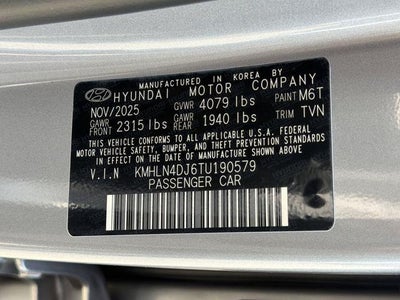 MANUFACTURED IN KOREA BY
HYUNDAI MOTOR COMPANY
NOV/2025 GVWR 4079 lbs PAINT M6T
GAWR FRONT 2315 lbs GAWR REAR 1940 lbs TRIM TVN
THIS VEHICLE CONFORMS TO ALL APPLICABLE U.S.A. FEDERAL
MOTOR VEHICLE SAFETY, BUMPER, AND THEFT PREVENTION STANDARDS
IN EFFECT ON THE DATE OF MANUFACTURE SHOWN ABOVE.
V.I.N KMHLN4DJ6TU190579
PASSENGER CAR